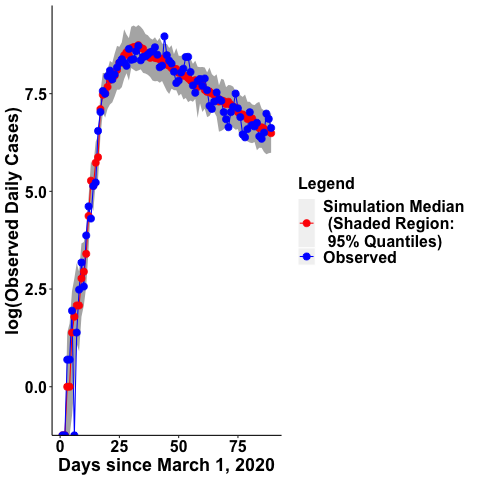 log(Observed Daily Cases)
7.5
5.0
2.5
0.0
0
25
50
75
Days since March 1, 2020
Legend
Simulation Median
(Shaded Region:
95% Quantiles)
Observed